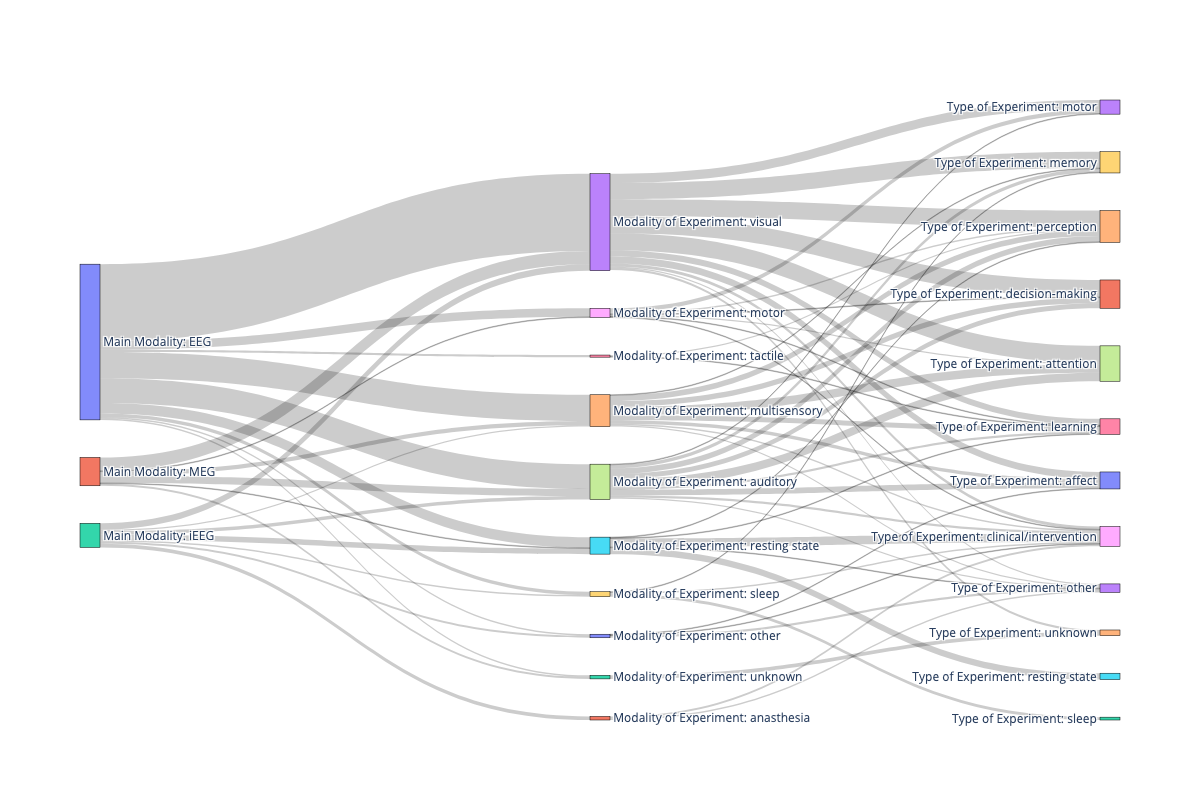 Main Modality: EEG
Main Modality: MEG
Main Modality: iEEG
Modality of Experiment: visual
Modality of Experiment: motor
Modality of Experiment: tactile
Modality of Experiment: multisensory
Modality of Experiment: auditory
Modality of Experiment: resting state
Modality of Experiment: sleep
Modality of Experiment: other
Modality of Experiment: unknown
Modality of Experiment: anasthesia
Type of Experiment: motor
Type of Experiment: memory
Type of Experiment: perception
Type of Experiment: decision-making
Type of Experiment: attention
Type of Experiment: learning
Type of Experiment: affect
Type of Experiment: clinical/intervention
Type of Experiment: other
Type of Experiment: unknown
Type of Experiment: resting state
Type of Experiment: sleep